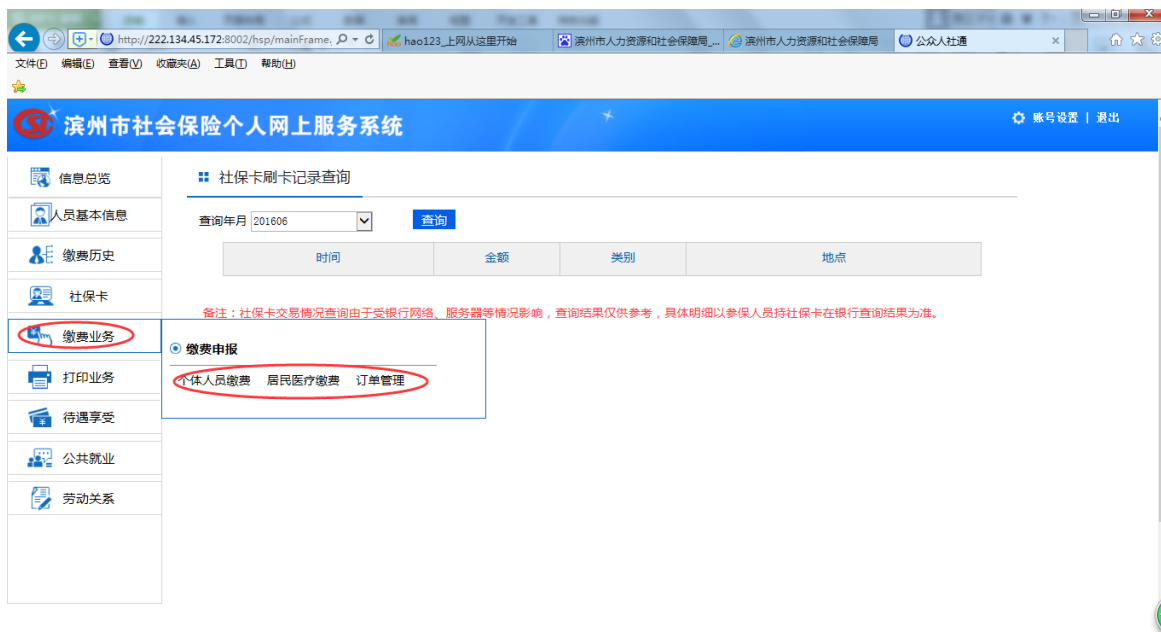 http://222.134.45.172:8002/hsp/mainFrame. hao123_上网从这里开始 滨州市人力资源和社会保障局_... 滨州市人力资源和社会保障局 公众人社通
文件(F) 编辑(E) 查看(V) 收藏夹(A) 工具(T) 帮助(H)
滨州市社会保险个人网上服务系统 账号设置 | 退出
信息总览
人员基本信息
缴费历史
社保卡
缴费业务
打印业务
待遇享受
公共就业
劳动关系
社保卡刷卡记录查询
查询年月 201606 查询
时间 金额 类别 地点
备注：社保卡交易情况查询由于受银行网络、服务器等情况影响，查询结果仅供参考，具体明细以参保人员持社保卡在银行查询结果为准。
缴费申报
个体人员缴费 居民医疗缴费 订单管理